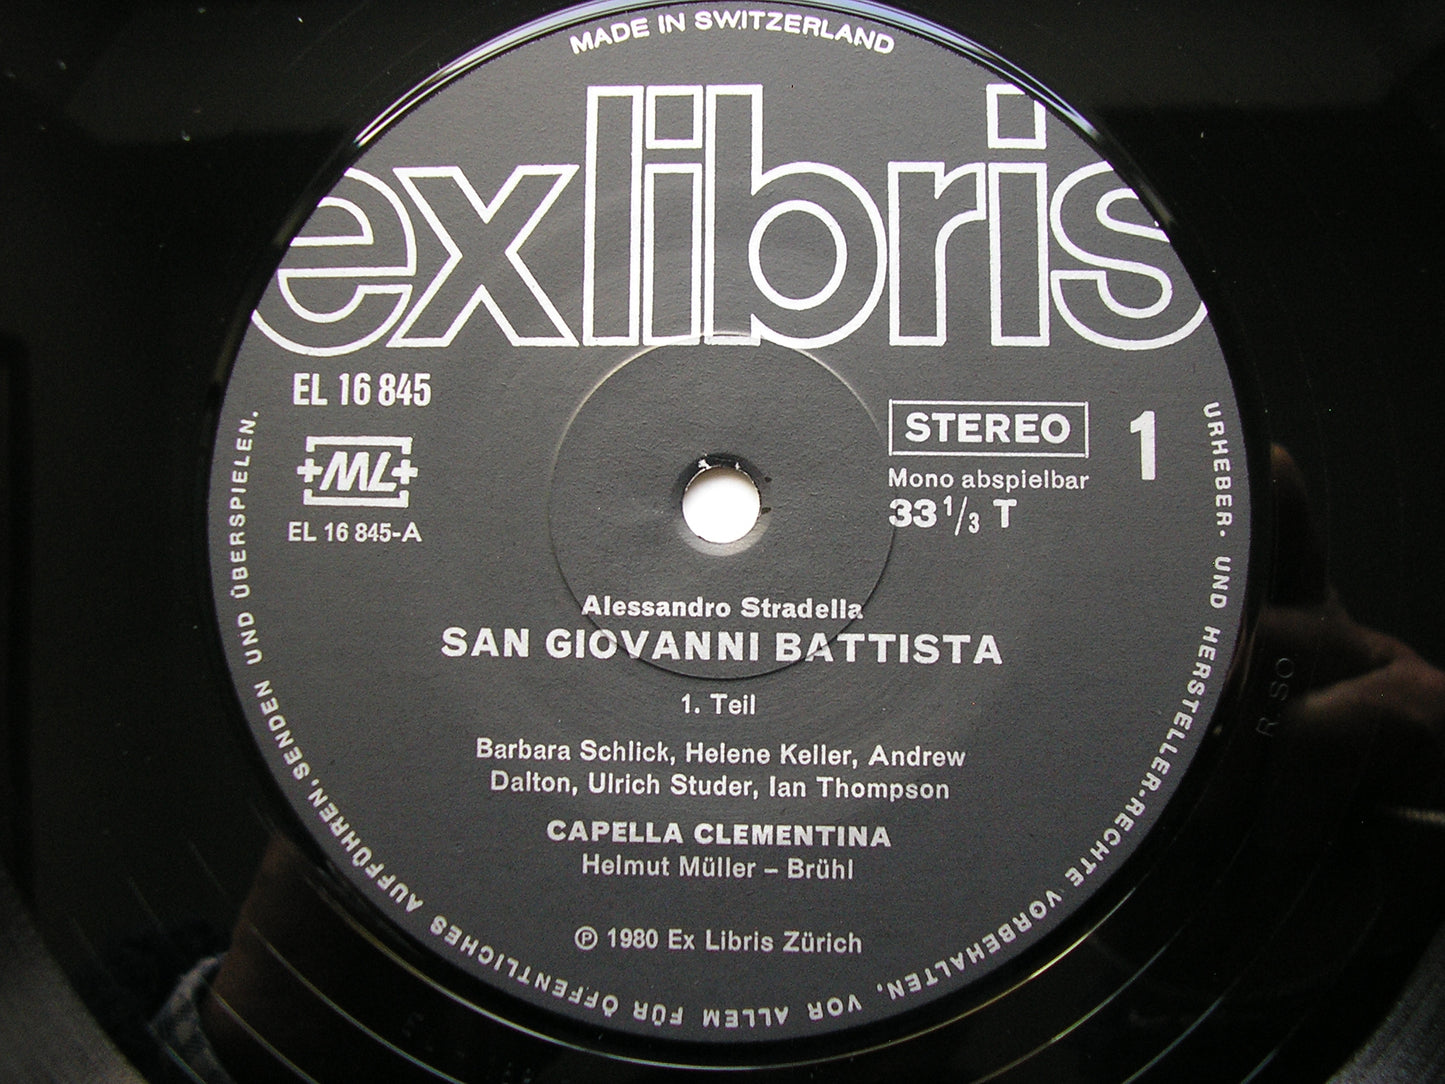 MADE IN SWITZERLAND
exlibris
EL 16 845
+ML+
EL 16 845-A
STEREO
Mono abspielbar
33 1/3 T
1
Alessandro Stradella
SAN GIOVANNI BATTISTA
1. Teil
Barbara Schlick, Helene Keller, Andrew
Dalton, Ulrich Studer, Ian Thompson
CAPELLA CLEMENTINA
Helmut Müller – Brühl
℗ 1980 Ex Libris Zürich
URHEBER- UND HERSTELLER-RECHTE VORBEHALTEN, VOR ALLEM FÜR ÖFFENTLICHES AUFFÜHREN, SENDEN UND ÜBERSPIELEN.
R.SO